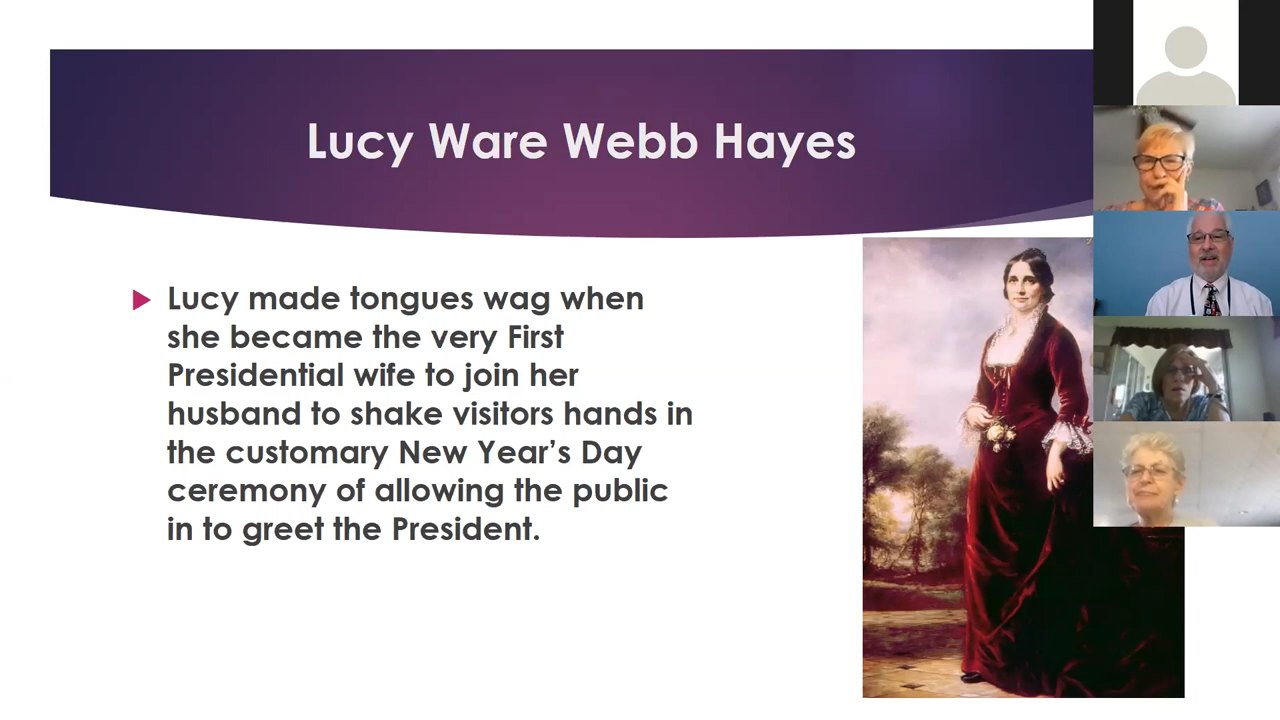 Lucy Ware Webb Hayes
Lucy made tongues wag when
she became the very First
Presidential wife to join her
husband to shake visitors hands in
the customary New Year’s Day
ceremony of allowing the public
in to greet the President.